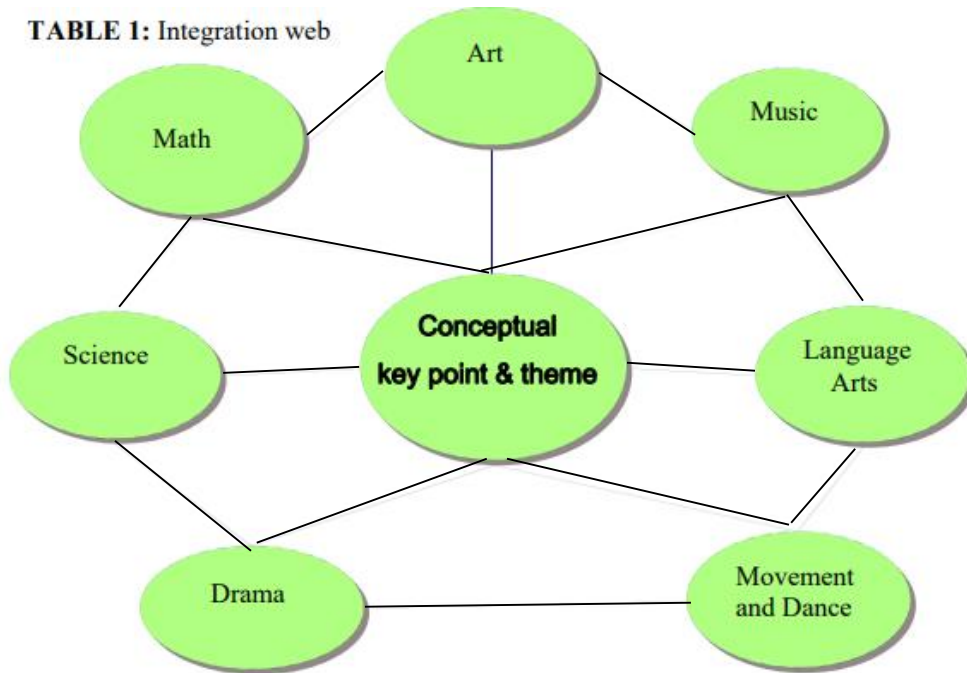 TABLE 1: Integration web
Art
Math
Music
Conceptual
key point & theme
Science
Language
Arts
Drama
Movement
and Dance